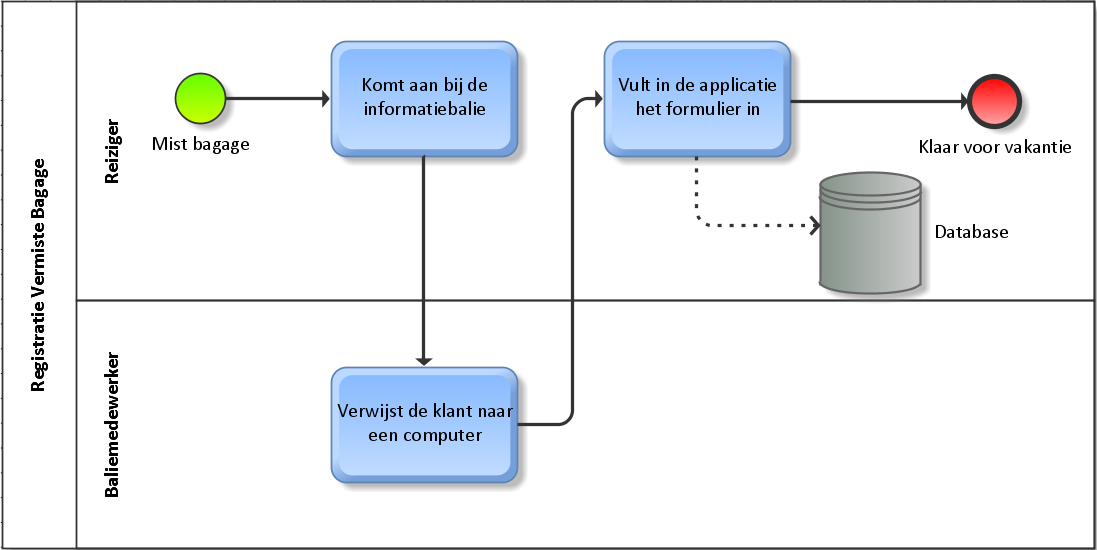 Registratie Vermiste Bagage
Reiziger
Mist bagage
Komt aan bij de
informatiebalie
Vult in de applicatie
het formulier in
Klaar voor vakantie
Database
Baliemedewerker
Verwijst de klant naar
een computer